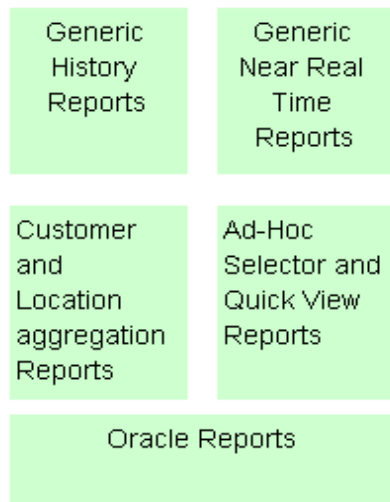 Generic
History
Reports
Generic
Near Real
Time
Reports
Customer
and
Location
aggregation
Reports
Ad-Hoc
Selector and
Quick View
Reports
Oracle Reports